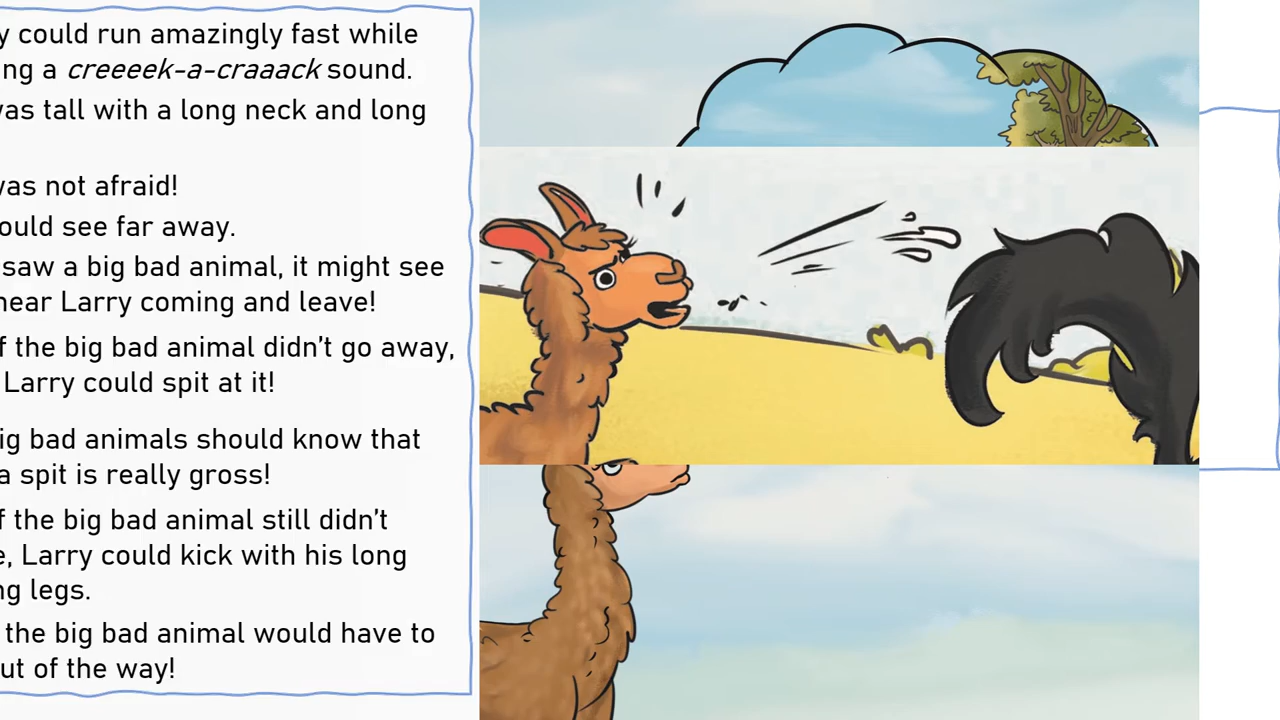 y could run amazingly fast while
ng a creeeek-a-craaack sound.
was tall with a long neck and long
was not afraid!
ould see far away.
saw a big bad animal, it might see
hear Larry coming and leave!
f the big bad animal didn't go away,
Larry could spit at it!
ig bad animals should know that
a spit is really gross!
f the big bad animal still didn't
e, Larry could kick with his long
ng legs.
the big bad animal would have to
ut of the way!